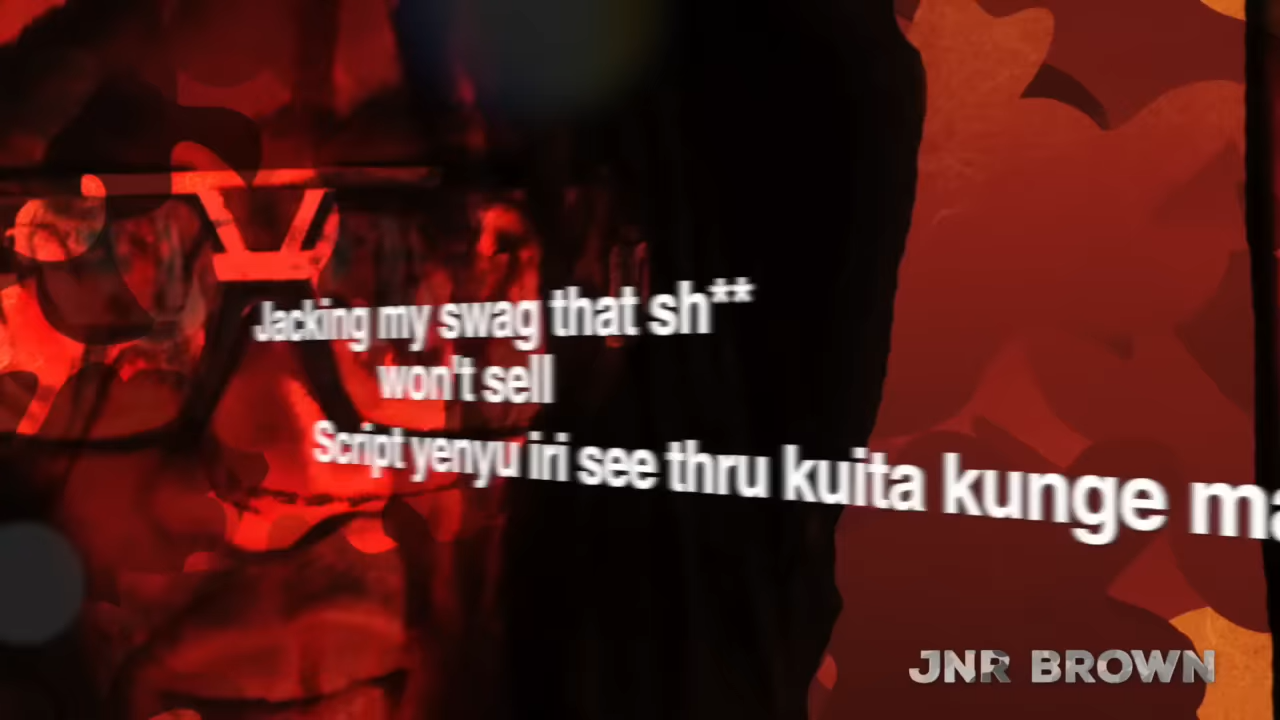 Jacking my swag that sh**
won't sell
Script yenyu iri see thru kuita kunge
JNR BROWN